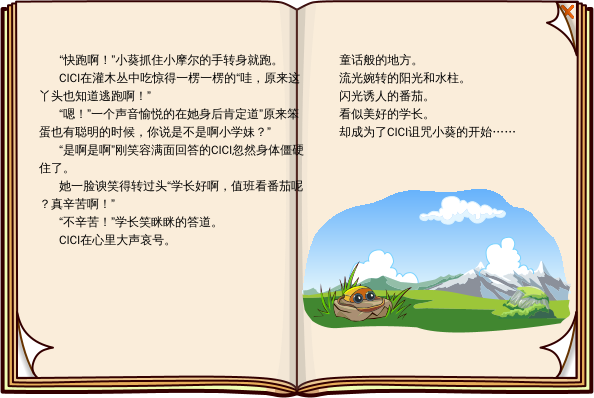 “快跑啊！”小葵抓住小摩尔的手转身就跑。
CICI在灌木丛中吃惊得一楞一楞的“哇，原来这
丫头也知道逃跑啊！”
“嗯！”一个声音愉悦的在她身后肯定道”原来笨
蛋也有聪明的时候，你说是不是啊小学妹？”
“是啊是啊”刚笑容满面回答的CICI忽然身体僵硬
住了。
她一脸谀笑得转过头“学长好啊，值班看番茄呢
？真辛苦啊！”
“不辛苦！”学长笑眯眯的答道。
CICI在心里大声哀号。
童话般的地方。
流光婉转的阳光和水柱。
闪光诱人的番茄。
看似美好的学长。
却成为了CICI诅咒小葵的开始⋯⋯